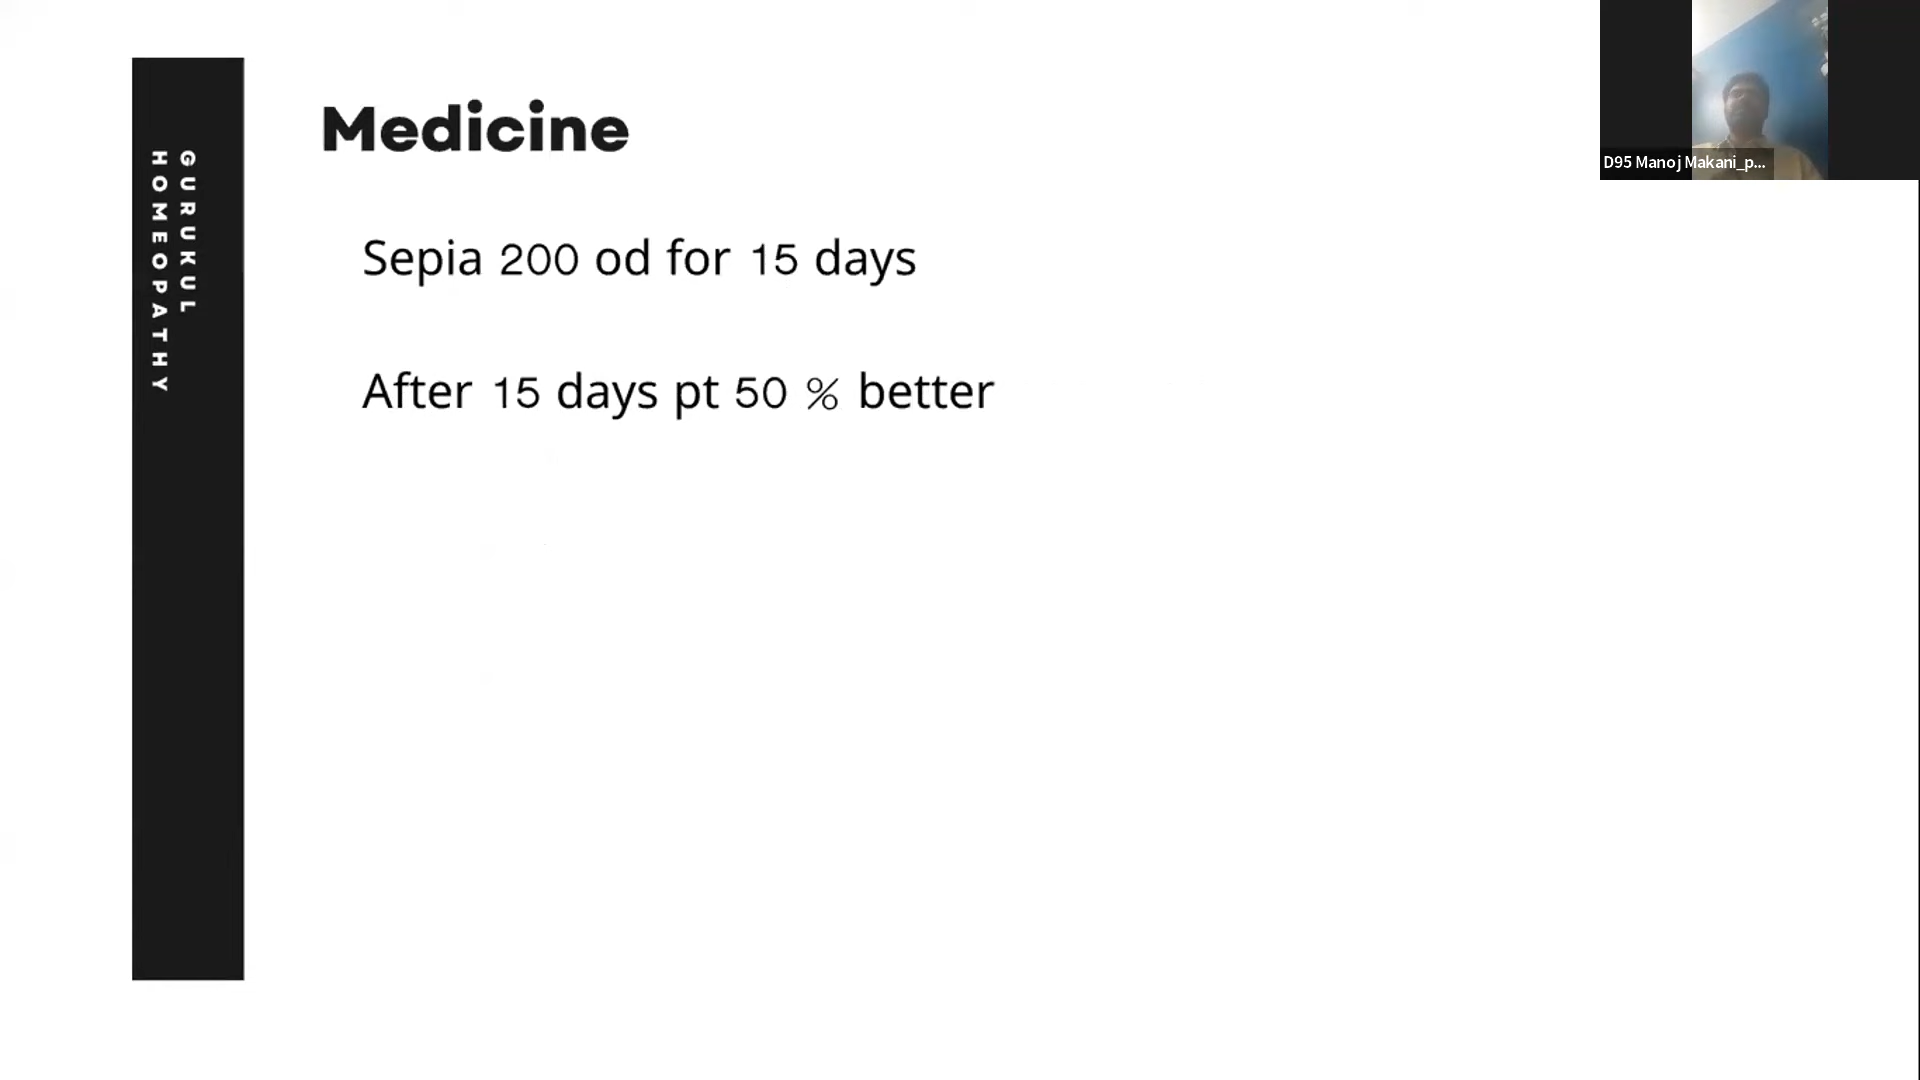 GURUKUL
HOMEOPATHY
Medicine
Sepia 200 od for 15 days
After 15 days pt 50 % better
D95 Manoj Makani_p...